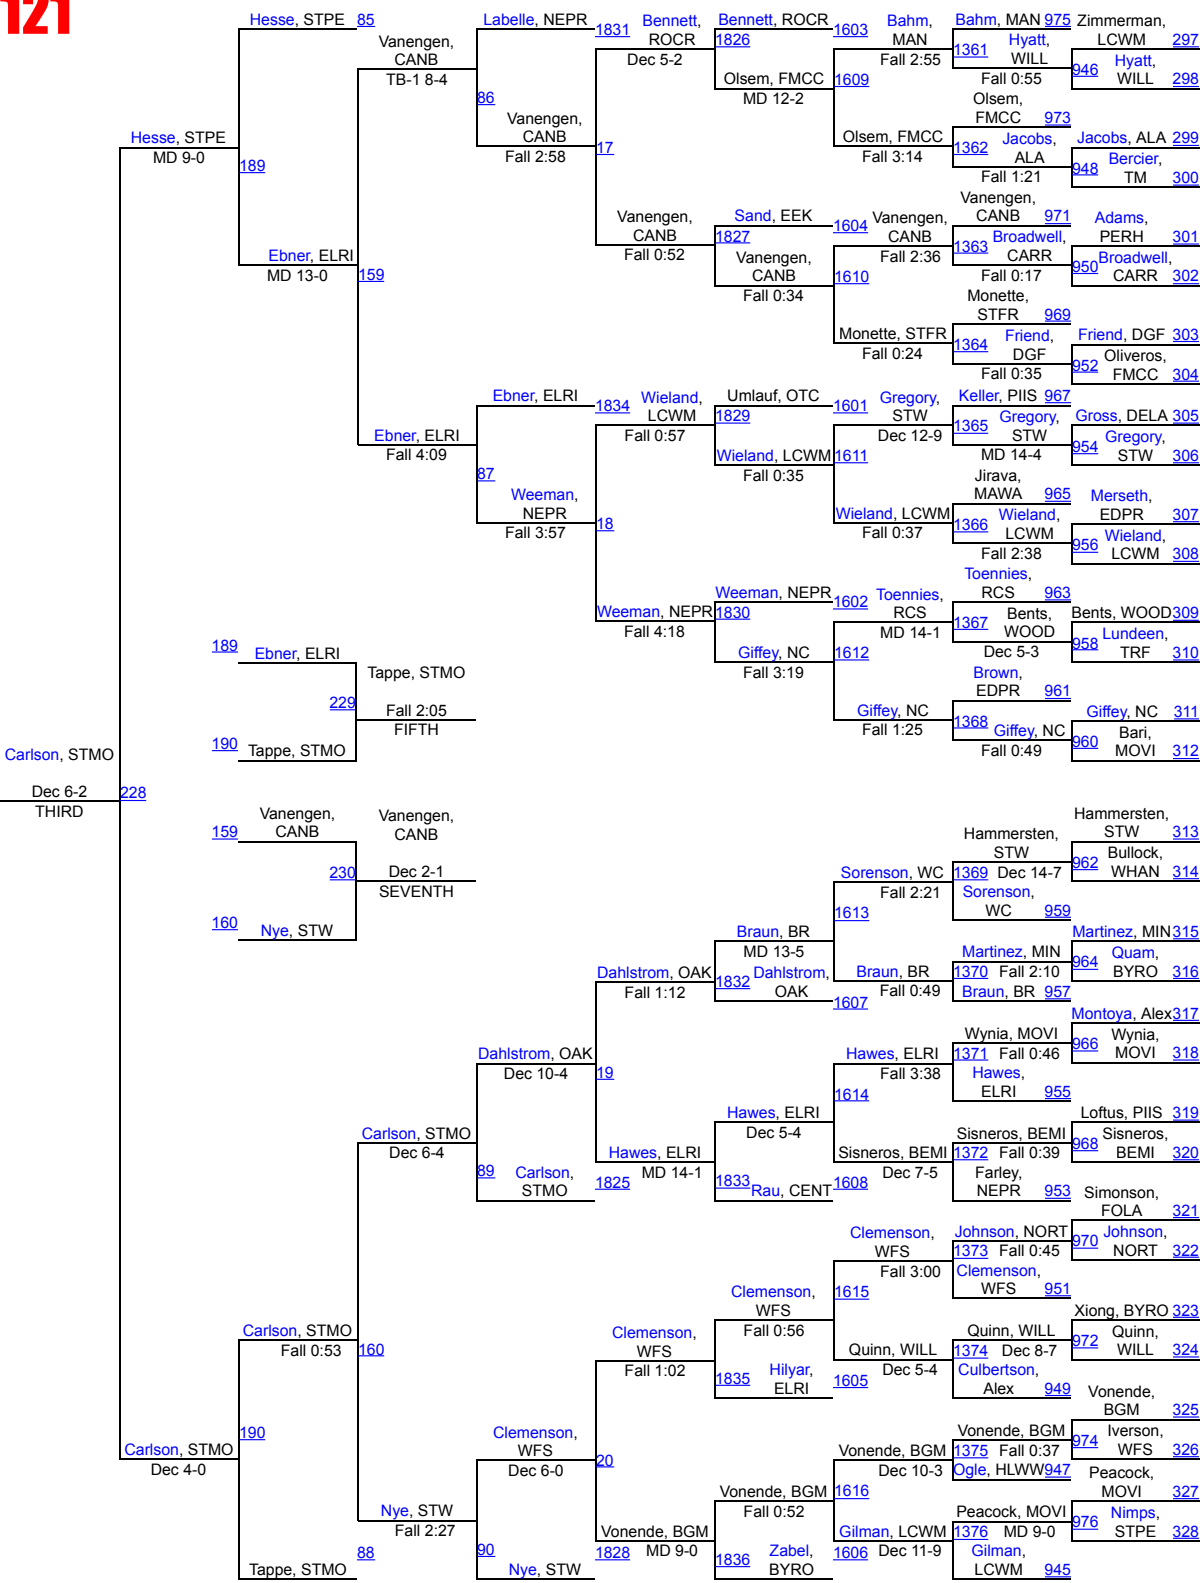 121
Hesse, STPE 85
Labelle, NEPR
Bennett, ROCR
Bahm, MAN 975
Zimmerman,
LCWM 297
Vanengen,
CANB
TB-1 8-4
1831 Bennett,
ROCR
Dec 5-2
1826
1603 Bahm,
MAN
Fall 2:55
1361 Hyatt,
WILL
Fall 0:55
946 Hyatt,
WILL 298
Olsem, FMCC
MD 12-2
1609
86
Vanengen,
CANB
Fall 2:58
17
Olsem,
FMCC 973
Olsem, FMCC
Fall 3:14
1362 Jacobs,
ALA
Fall 1:21
Jacobs, ALA 299
948 Bercier,
TM 300
Hesse, STPE
MD 9-0
189
Vanengen,
CANB
Fall 0:52
Sand, EEK
1827
1604 Vanengen,
CANB
Fall 2:36
Vanengen,
CANB 971
1363 Broadwell,
CARR
Fall 0:17
Adams,
PERH 301
950 Broadwell,
CARR 302
Ebner, ELRI
MD 13-0
159
Vanengen,
CANB
Fall 0:34
1610
Monette,
STFR 969
Monette, STFR
Fall 0:24
1364 Friend,
DGF
Fall 0:35
Friend, DGF 303
952 Oliveros,
FMCC 304
Ebner, ELRI
1834 Wieland,
LCWM
Fall 0:57
Umlauf, OTC
1829
1601 Gregory,
STW
Dec 12-9
Keller, PIIS 967
1365 Gregory,
STW
MD 14-4
Gross, DELA 305
954 Gregory,
STW 306
Ebner, ELRI
Fall 4:09
87
Wieland, LCWM
Fall 0:35
1611
Jirava,
MAWA 965
Merseth,
EDPR 307
Weeman,
NEPR
Fall 3:57
18
Wieland, LCWM
Fall 0:37
1366 Wieland,
LCWM
Fall 2:38
956 Wieland,
LCWM 308
Weeman, NEPR
Fall 4:18
Weeman, NEPR
1830
1602 Toennies,
RCS
MD 14-1
Toennies,
RCS 963
1367 Bents,
WOOD
Dec 5-3
Bents, WOOD 309
958 Lundeen,
TRF 310
Giffey, NC
Fall 3:19
1612
Brown,
EDPR 961
Giffey, NC
Fall 1:25
1368 Giffey, NC
Fall 0:49
Giffey, NC 311
960 Bari,
MOVI 312
189 Ebner, ELRI
Tappe, STMO
229 Fall 2:05
FIFTH
190 Tappe, STMO
Carlson, STMO
Dec 6-2
THIRD
228
159 Vanengen,
CANB
Vanengen,
CANB
230 Dec 2-1
SEVENTH
160 Nye, STW
Hammersten,
STW 313
Hammersten,
STW
962 Bullock,
WHAN 314
Sorenson, WC
Fall 2:21
1369 Dec 14-7
Sorenson,
WC 959
1613
Braun, BR
MD 13-5
Martinez, MIN 315
Martinez, MIN
964 Quam,
BYRO 316
Dahlstrom, OAK
Fall 1:12
1832 Dahlstrom,
OAK
1607
Braun, BR
Fall 0:49
1370 Fall 2:10
Braun, BR 957
Montoya, Alex 317
Wynia, MOVI
966 Wynia,
MOVI 318
Dahlstrom, OAK
Dec 10-4
19
Hawes, ELRI
Fall 3:38
1371 Fall 0:46
Hawes,
ELRI 955
1614
Hawes, ELRI
Dec 5-4
Loftus, PIIS 319
Carlson, STMO
Dec 6-4
89 Carlson,
STMO
1825
Hawes, ELRI
MD 14-1
1833 Rau, CENT
1608
Sisneros, BEMI
Dec 7-5
Sisneros, BEMI
1372 Fall 0:39
Farley,
NEPR 953
968 Sisneros,
BEMI 320
Simonson,
FOLA 321
Clemenson,
WFS
Fall 3:00
Johnson, NORT
1373 Fall 0:45
Clemenson,
WFS 951
970 Johnson,
NORT 322
Clemenson,
WFS
Fall 0:56
1615
Xiong, BYRO 323
Carlson, STMO
Fall 0:53
160
Clemenson,
WFS
Fall 1:02
1835 Hilyar,
ELRI
1605
Quinn, WILL
Dec 5-4
Quinn, WILL
1374 Dec 8-7
Culbertson,
Alex 949
972 Quinn,
WILL 324
Vonende,
BGM 325
190
Carlson, STMO
Dec 4-0
Clemenson,
WFS
Dec 6-0
20
Vonende, BGM
Dec 10-3
Vonende, BGM
1375 Fall 0:37
Ogle, HLWW 947
974 Iverson,
WFS 326
Vonende, BGM
Fall 0:52
1616
Peacock,
MOVI 327
Nye, STW
Fall 2:27
Vonende, BGM
MD 9-0
Gilman, LCWM
Dec 11-9
Peacock, MOVI
1376 MD 9-0
Gilman,
LCWM 945
976 Nimps,
STPE 328
Tappe, STMO
88
90 Nye, STW
1828
1836 Zabel,
BYRO
1606